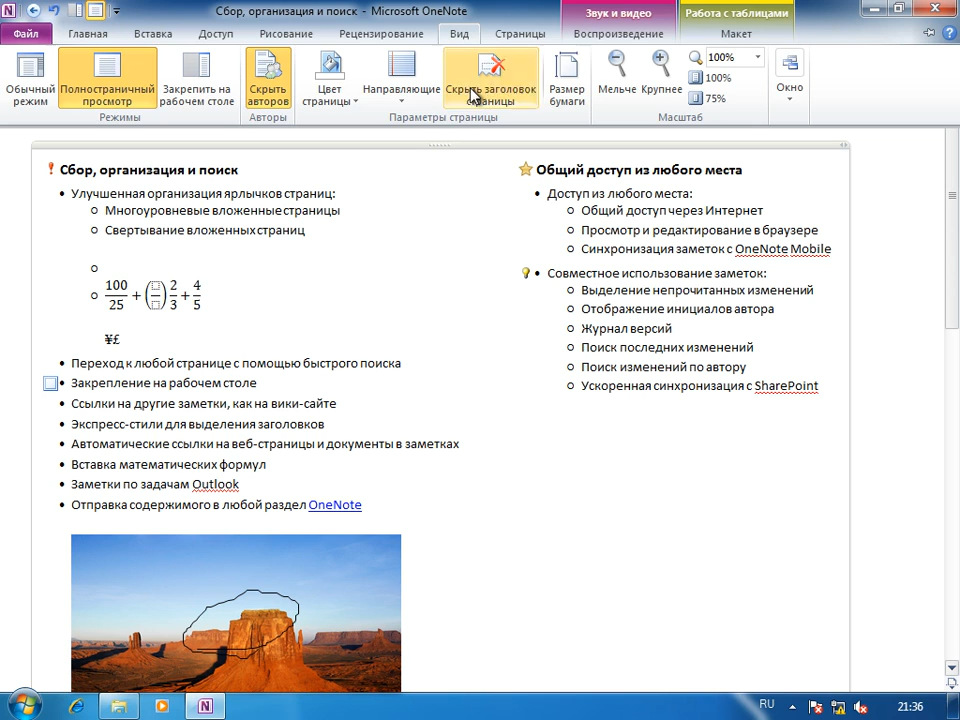 Сбор, организация и поиск - Microsoft OneNote
Звук и видео
Работа с таблицами
Файл
Главная
Вставка
Доступ
Рисование
Рецензирование
Вид
Страницы
Воспроизведение
Макет
Обычный режим
Полностраничный просмотр
Закрепить на рабочем столе
Режимы
Скрыть авторов
Авторы
Цвет страницы
Направляющие
Скрыть заголовок страницы
Размер бумаги
Параметры страницы
Мельче
Крупнее
100%
100%
75%
Масштаб
Окно
Сбор, организация и поиск
Улучшенная организация ярлычков страниц:
Многоуровневые вложенные страницы
Свертывание вложенных страниц
100/25 + (⬚/⬚) 2/3 + 4/5
¥£
Переход к любой странице с помощью быстрого поиска
Закрепление на рабочем столе
Ссылки на другие заметки, как на вики-сайте
Экспресс-стили для выделения заголовков
Автоматические ссылки на веб-страницы и документы в заметках
Вставка математических формул
Заметки по задачам Outlook
Отправка содержимого в любой раздел OneNote
Общий доступ из любого места
Доступ из любого места:
Общий доступ через Интернет
Просмотр и редактирование в браузере
Синхронизация заметок с OneNote Mobile
Совместное использование заметок:
Выделение непрочитанных изменений
Отображение инициалов автора
Журнал версий
Поиск последних изменений
Поиск изменений по автору
Ускоренная синхронизация с SharePoint
RU
21:36